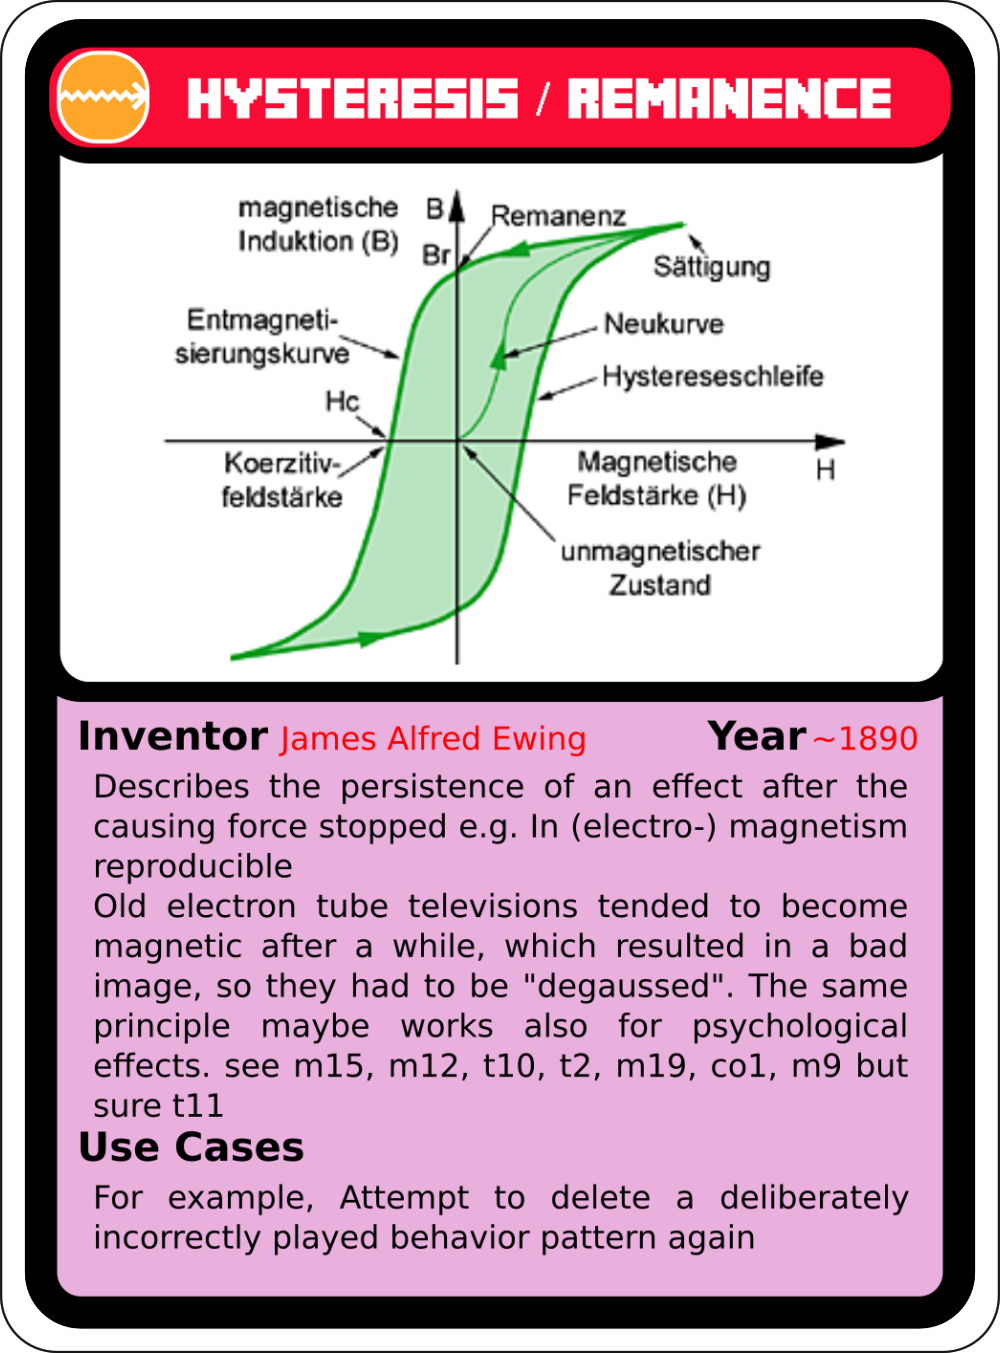 HYSTERESIS / REMANENCE
magnetische
Induktion (B)
B
Remanenz
Br
Sättigung
Entmagneti-
sierungskurve
Neukurve
Hystereseschleife
Hc
Koerzitiv-
feldstärke
Magnetische
Feldstärke (H)
H
unmagnetischer
Zustand
Inventor James Alfred Ewing Year ~1890
Describes the persistence of an effect after the
causing force stopped e.g. In (electro-) magnetism
reproducible
Old electron tube televisions tended to become
magnetic after a while, which resulted in a bad
image, so they had to be "degaussed". The same
principle maybe works also for psychological
effects. see m15, m12, t10, t2, m19, co1, m9 but
sure t11
Use Cases
For example, Attempt to delete a deliberately
incorrectly played behavior pattern again